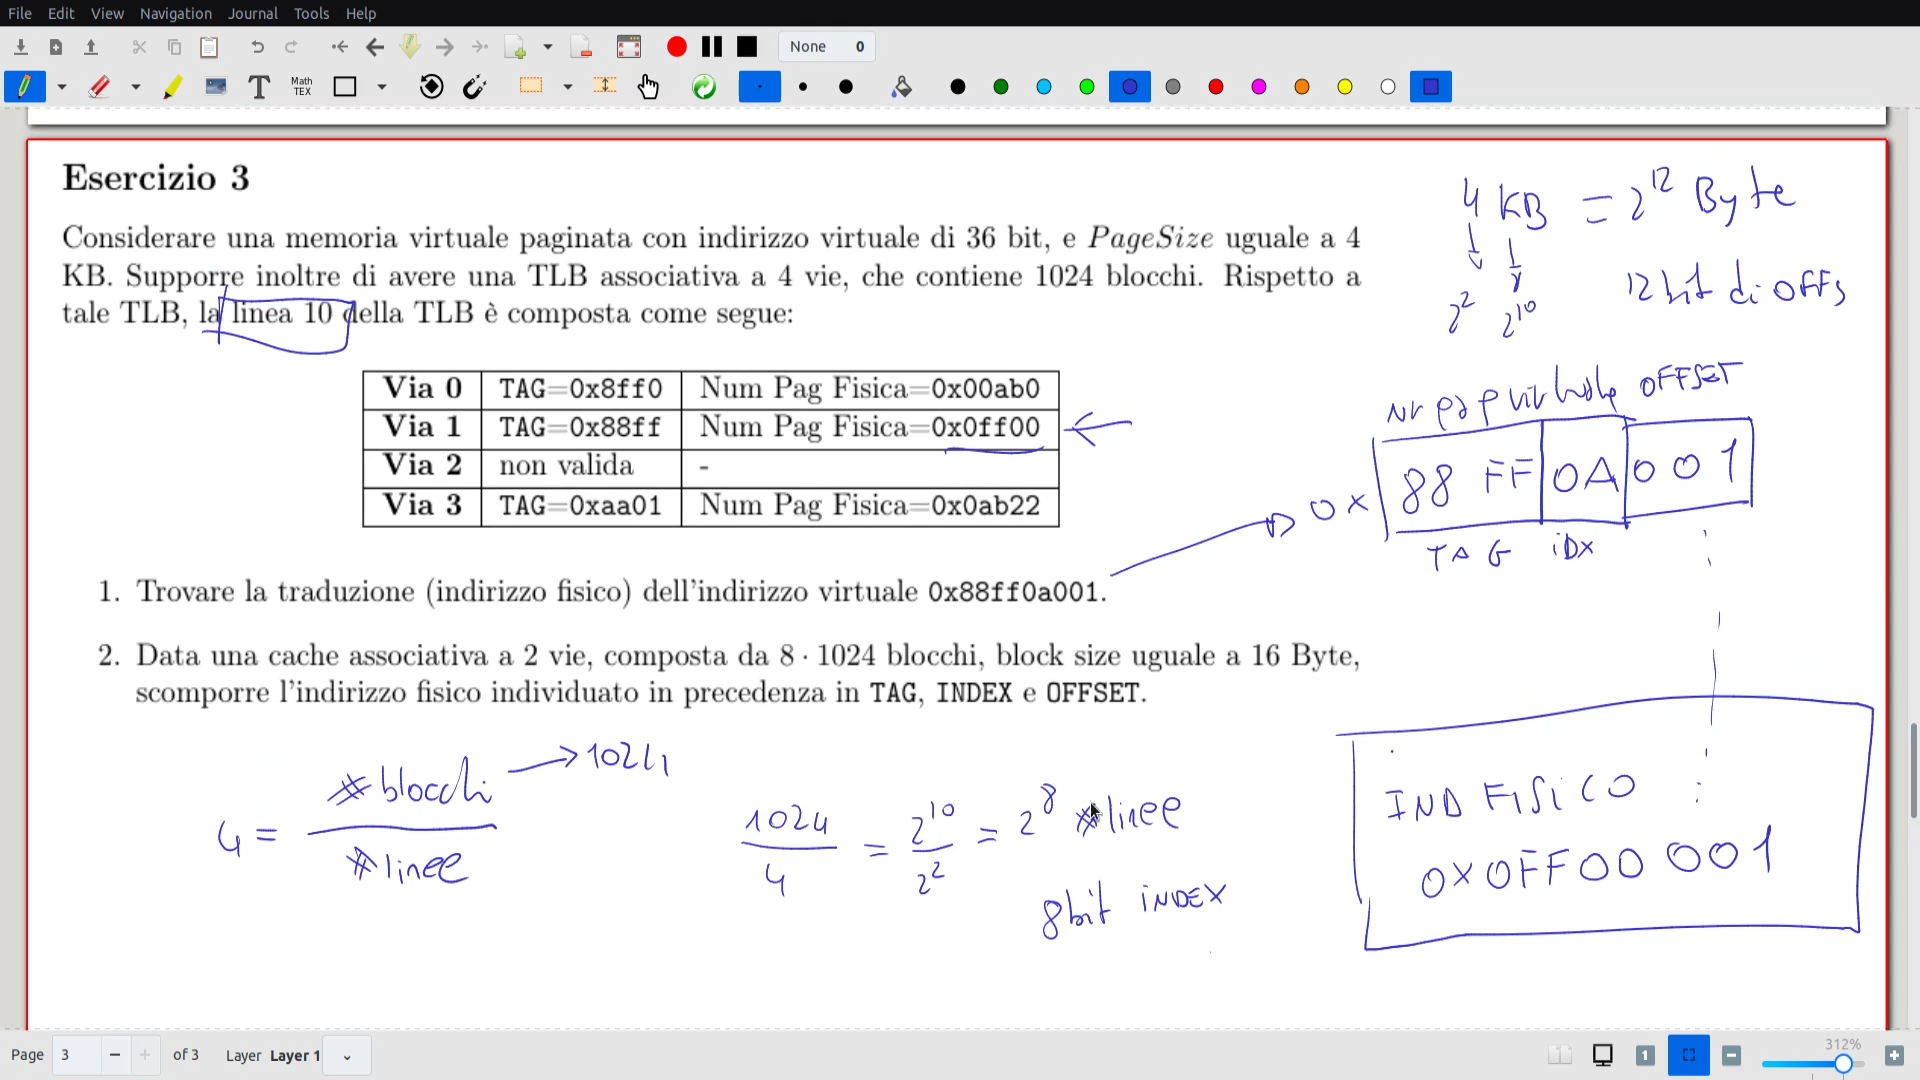 File Edit View Navigation Journal Tools Help
None 0
T Math TEX
Esercizio 3
Considerare una memoria virtuale paginata con indirizzo virtuale di 36 bit, e PageSize uguale a 4
KB. Supporre inoltre di avere una TLB associativa a 4 vie, che contiene 1024 blocchi. Rispetto a
tale TLB, la linea 10 della TLB è composta come segue:
Via 0 TAG=0x8ff0 Num Pag Fisica=0x00ab0
Via 1 TAG=0x88ff Num Pag Fisica=0x0ff00
Via 2 non valida -
Via 3 TAG=0xaa01 Num Pag Fisica=0x0ab22
1. Trovare la traduzione (indirizzo fisico) dell'indirizzo virtuale 0x88ff0a001.
2. Data una cache associativa a 2 vie, composta da 8 · 1024 blocchi, block size uguale a 16 Byte,
scomporre l'indirizzo fisico individuato in precedenza in TAG, INDEX e OFFSET.
4 KB = 2^12 Byte
2^2 2^10
12 bit di OFFS
OFFSET
0x 88 FF 0A 001
TAG iDx
4 = #blocchi / #linee → 1024
1024 / 4 = 2^10 / 2^2 = 2^8 #linee
8bit iNDEX
IND FISICO
0x0FF00 001
Page 3 of 3 Layer Layer 1
1 312%